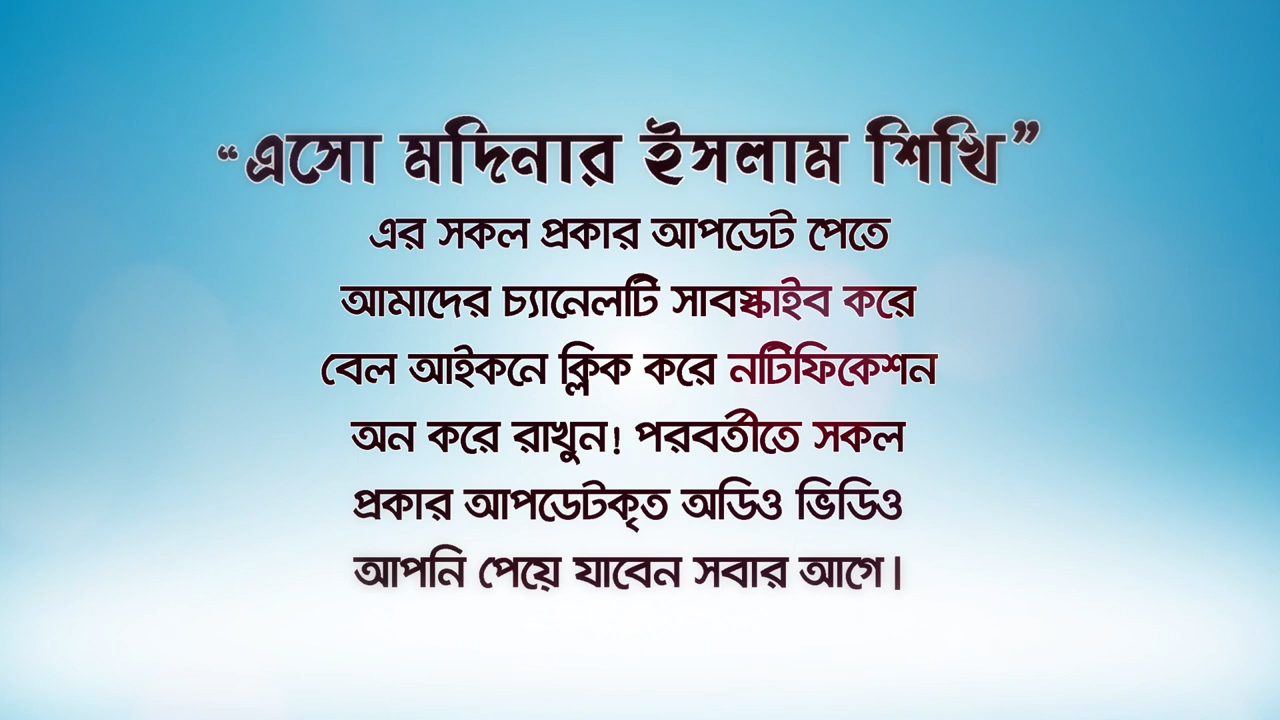 “এসো মদিনার ইসলাম শিখি”
এর সকল প্রকার আপডেট পেতে
আমাদের চ্যানেলটি সাবস্কাইব করে
বেল আইকনে ক্লিক করে নটিফিকেশন
অন করে রাখুন! পরবর্তীতে সকল
প্রকার আপডেটকৃত অডিও ভিডিও
আপনি পেয়ে যাবেন সবার আগে।